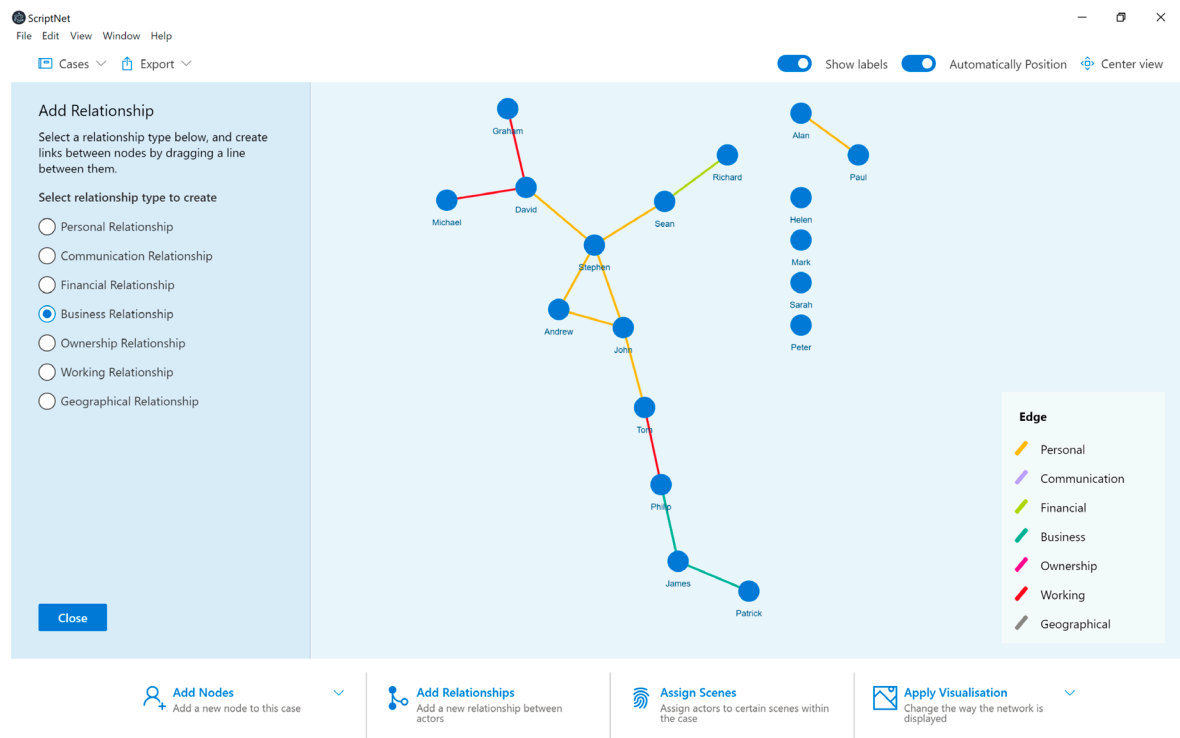 ScriptNet
File Edit View Window Help
Cases Export Show labels Automatically Position Center view
Add Relationship
Select a relationship type below, and create
links between nodes by dragging a line
between them.
Select relationship type to create
Personal Relationship
Communication Relationship
Financial Relationship
Business Relationship
Ownership Relationship
Working Relationship
Geographical Relationship
Close
Graham
Michael
David
Richard
Sean
Stephen
Andrew
John
Tom
Philip
James
Patrick
Alan
Paul
Helen
Mark
Sarah
Peter
Edge
Personal
Communication
Financial
Business
Ownership
Working
Geographical
Add Nodes
Add a new node to this case
Add Relationships
Add a new relationship between
actors
Assign Scenes
Assign actors to certain scenes within
the case
Apply Visualisation
Change the way the network is
displayed